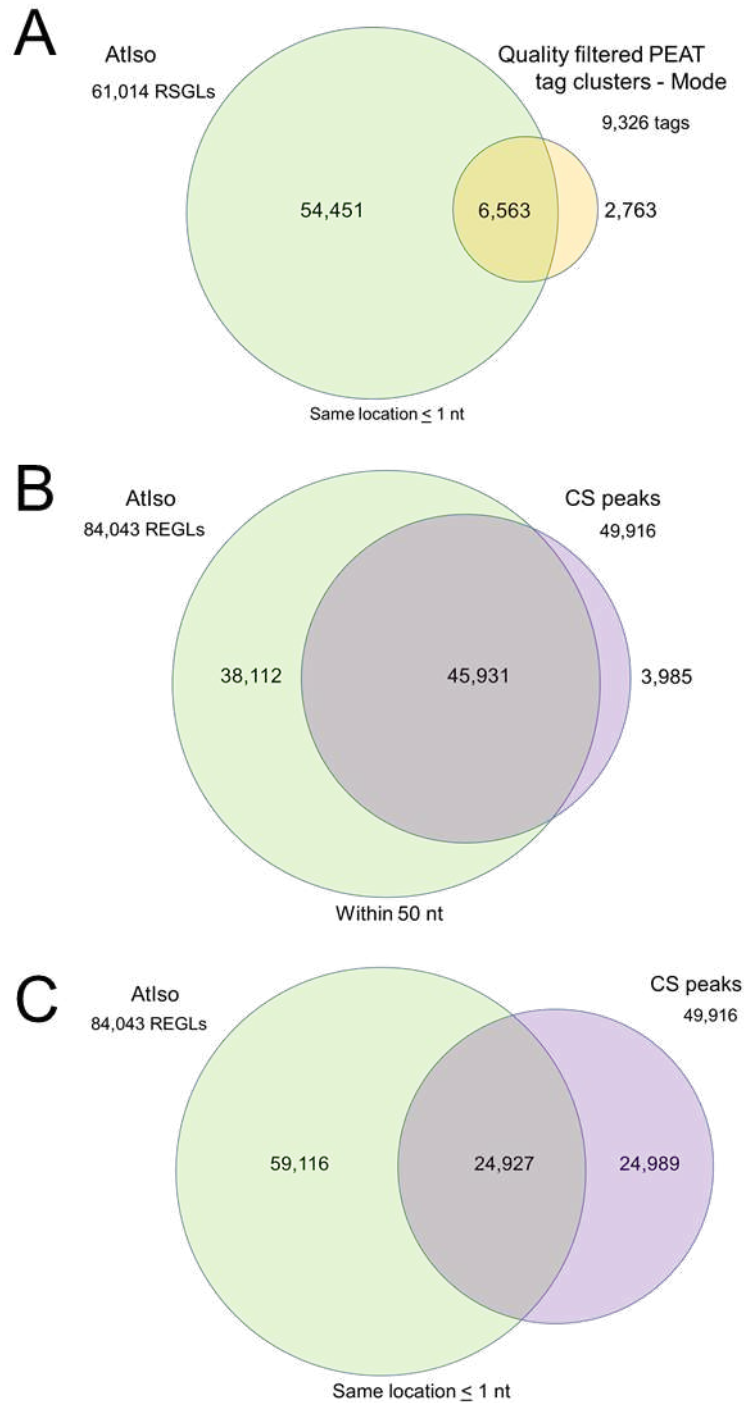 A
AtIso
61,014 RSGLs
Quality filtered PEAT
tag clusters - Mode
9,326 tags
54,451
6,563
2,763
Same location ≤ 1 nt
B
AtIso
84,043 REGLs
CS peaks
49,916
38,112
45,931
3,985
Within 50 nt
C
AtIso
84,043 REGLs
CS peaks
49,916
59,116
24,927
24,989
Same location ≤ 1 nt